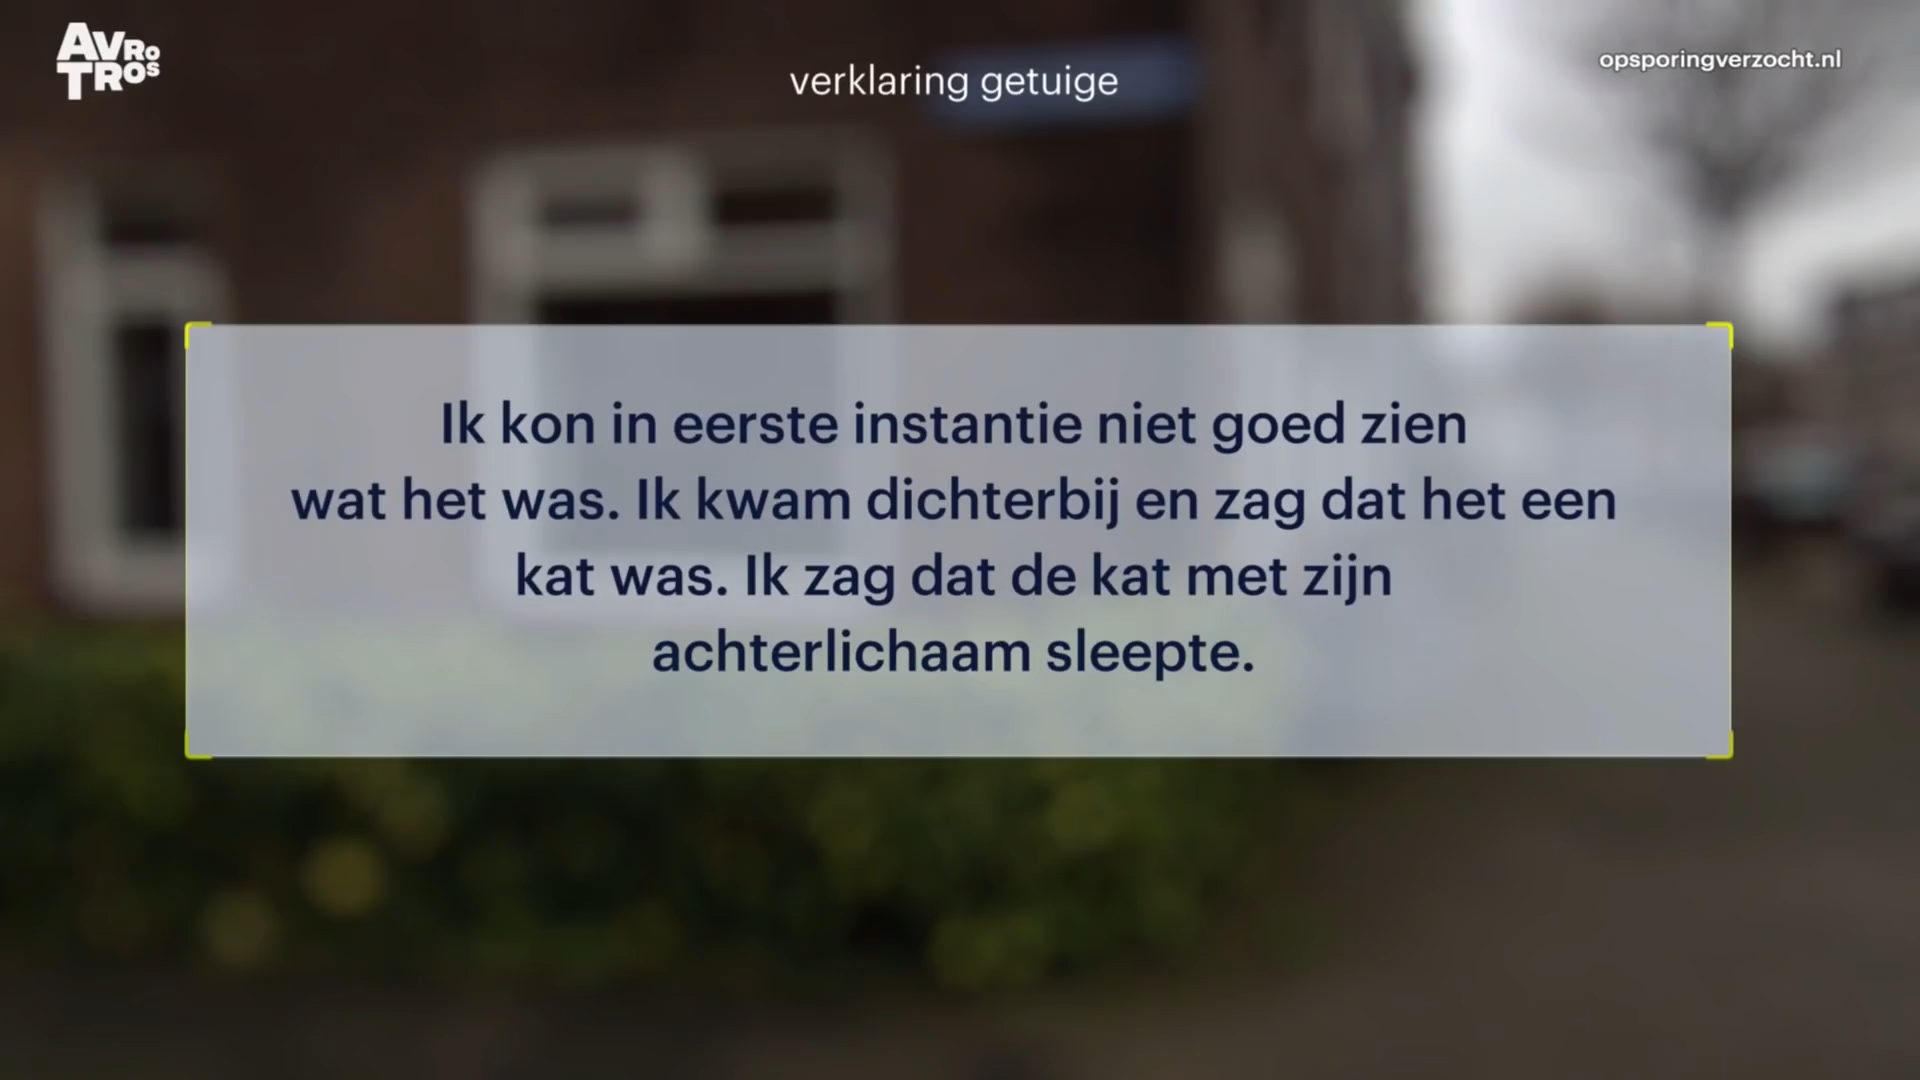 AVRO
TROS
verklaring getuige
opsporingverzocht.nl
Ik kon in eerste instantie niet goed zien
wat het was. Ik kwam dichterbij en zag dat het een
kat was. Ik zag dat de kat met zijn
achterlichaam sleepte.